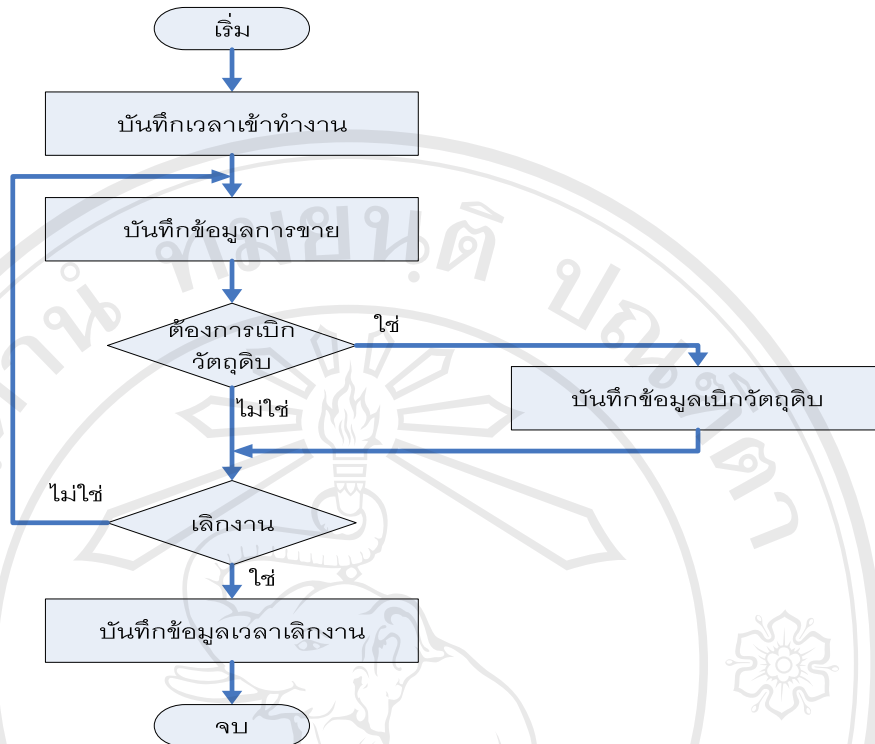 เริ่ม
บันทึกเวลาเข้าทำงาน
บันทึกข้อมูลการขาย
ต้องการเบิก
วัตถุดิบ
ใช่
บันทึกข้อมูลเบิกวัตถุดิบ
ไม่ใช่
ไม่ใช่
เลิกงาน
ใช่
บันทึกข้อมูลเวลาเลิกงาน
จบ